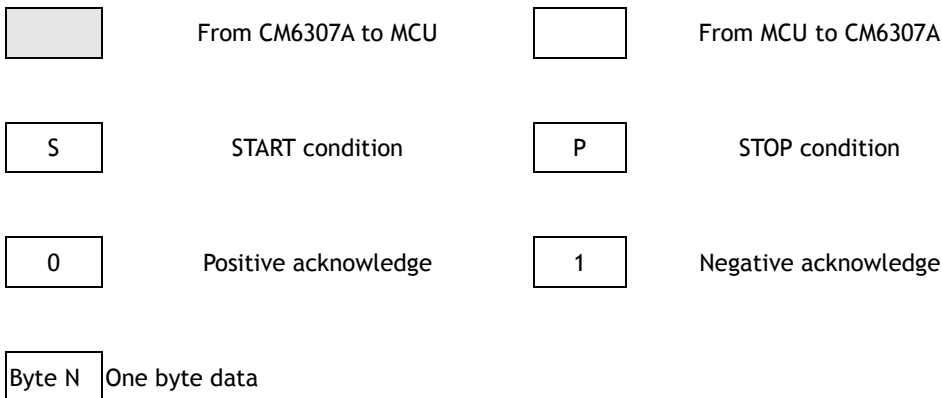 From CM6307A to MCU From MCU to CM6307A
S START condition P STOP condition
0 Positive acknowledge 1 Negative acknowledge
Byte N One byte data